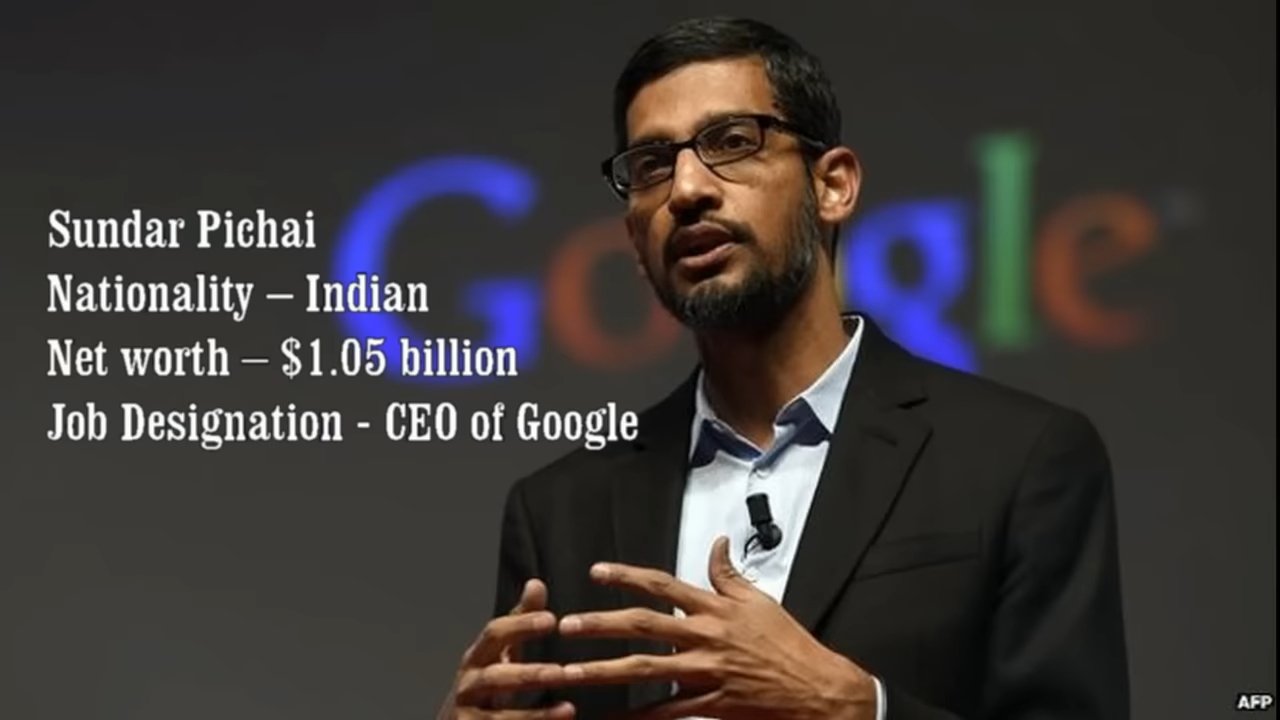 Google
Sundar Pichai
Nationality – Indian
Net worth – $1.05 billion
Job Designation - CEO of Google
AFP